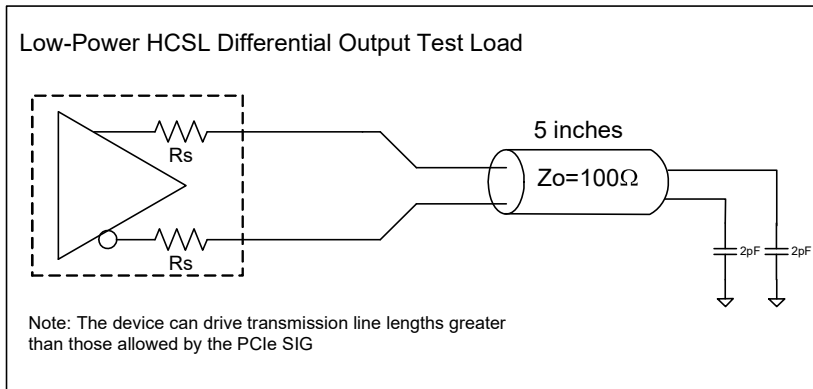 Low-Power HCSL Differential Output Test Load
Rs
Rs
5 inches
Zo=100Ω
2pF 2pF
Note: The device can drive transmission line lengths greater
than those allowed by the PCIe SIG